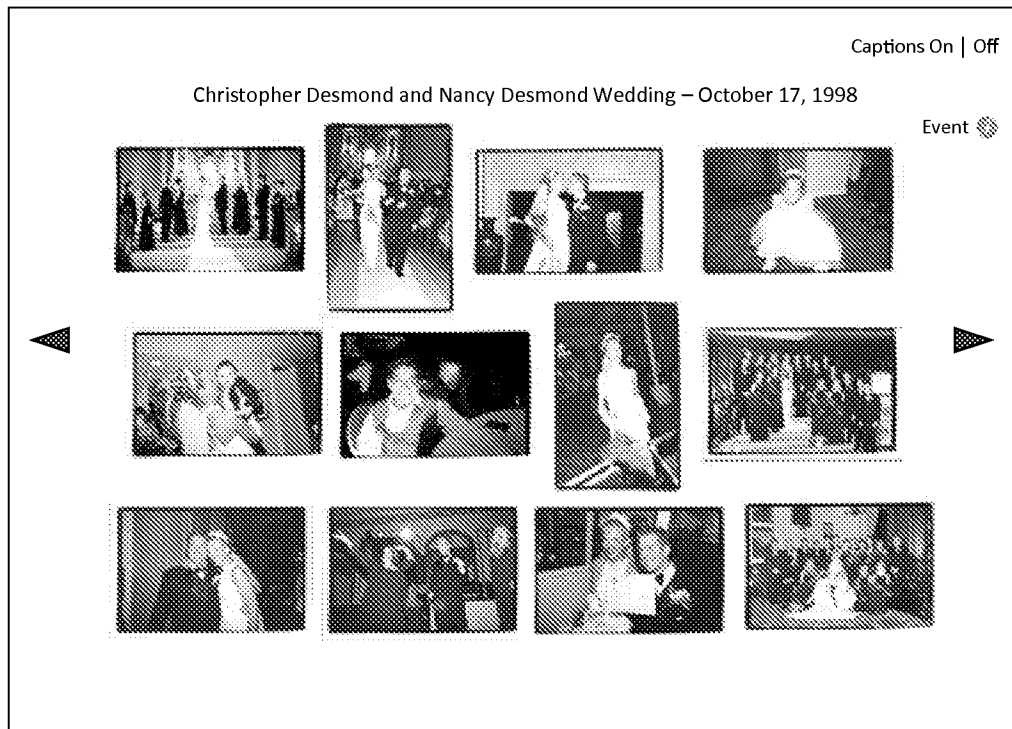 Captions On | Off
Christopher Desmond and Nancy Desmond Wedding – October 17, 1998
Event